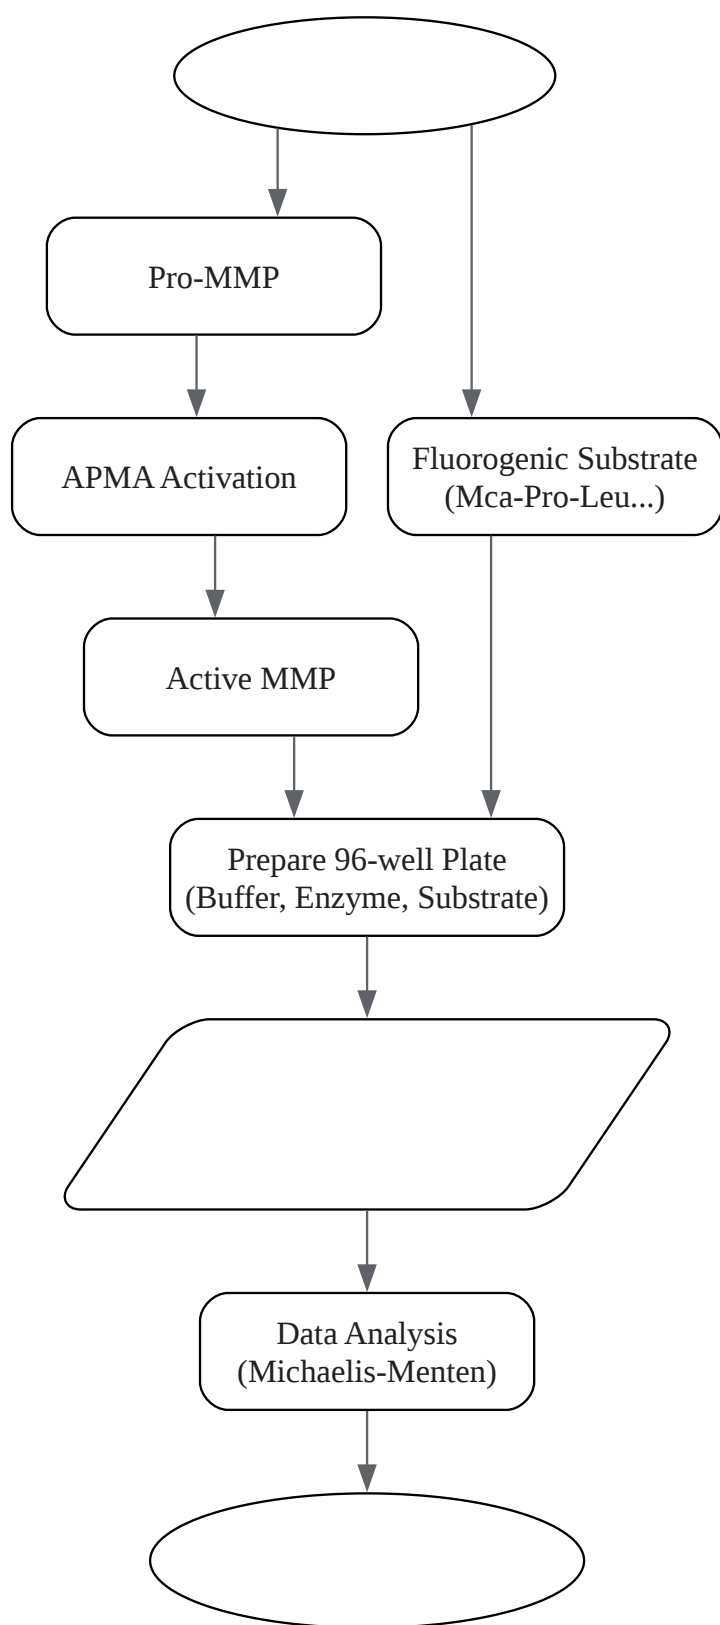 Pro-MMP
APMA Activation
Fluorogenic Substrate
(Mca-Pro-Leu...)
Active MMP
Prepare 96-well Plate
(Buffer, Enzyme, Substrate)
Data Analysis
(Michaelis-Menten)